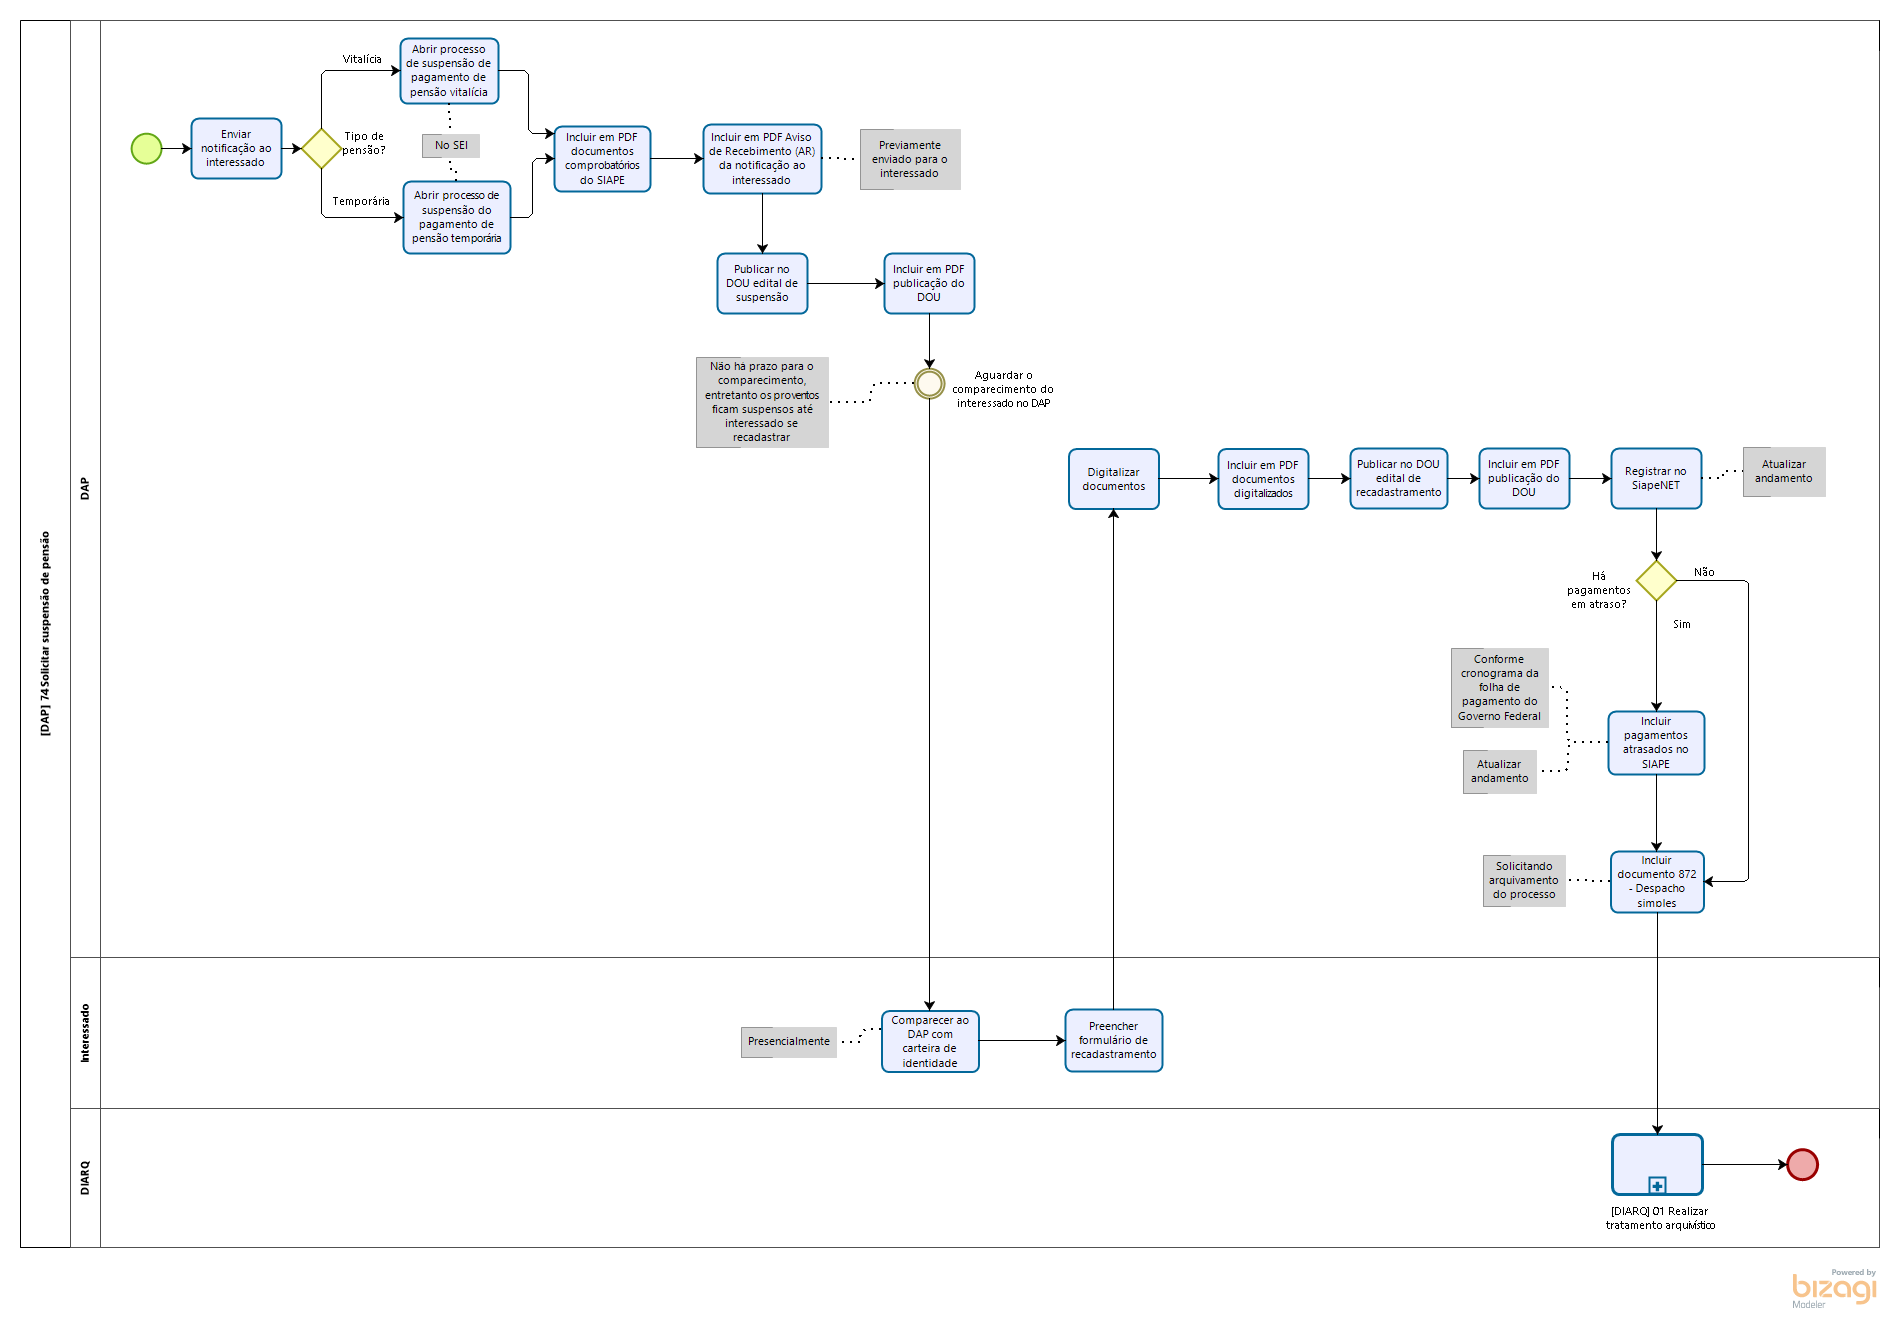 [DAP] 74 Solicitar suspensão de pensão
DAP
Interessado
DIARQ
Enviar
notificação ao
interessado
Tipo de
pensão?
Vitalícia
Temporária
Abrir processo
de suspensão de
pagamento de
pensão vitalícia
No SEI
Abrir processo de
suspensão do
pagamento de
pensão temporária
Incluir em PDF
documentos
comprobatórios
do SIAPE
Incluir em PDF Aviso
de Recebimento (AR)
da notificação ao
interessado
Previamente
enviado para o
interessado
Publicar no
DOU edital de
suspensão
Incluir em PDF
publicação do
DOU
Não há prazo para o
comparecimento,
entretanto os proventos
ficam suspensos até
interessado se
recadastrar
Aguardar o
comparecimento do
interessado no DAP
Digitalizar
documentos
Incluir em PDF
documentos
digitalizados
Publicar no DOU
edital de
recadastramento
Incluir em PDF
publicação do
DOU
Registrar no
SiapeNET
Atualizar
andamento
Há
pagamentos
em atraso?
Não
Sim
Conforme
cronograma da
folha de
pagamento do
Governo Federal
Atualizar
andamento
Incluir
pagamentos
atrasados no
SIAPE
Solicitando
arquivamento
do processo
Incluir
documento 872
- Despacho
simples
Presencialmente
Comparecer ao
DAP com
carteira de
identidade
Preencher
formulário de
recadastramento
[DIARQ] 01 Realizar
tratamento arquivístico
Powered by
bizagi
Modeler